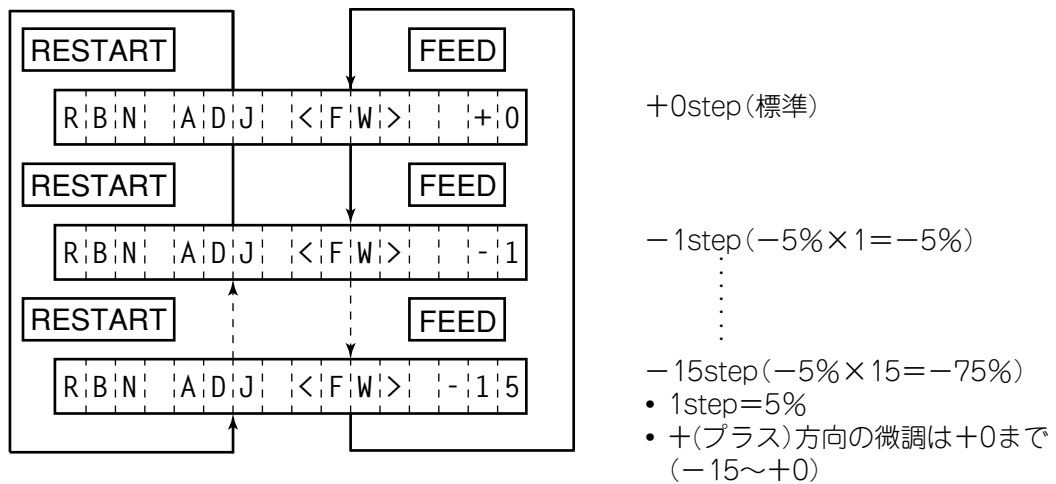 RESTART FEED
RBN ADJ <FW> +0 +0step(標準)
RESTART FEED
RBN ADJ <FW> -1 −1step(−5%×1=−5%)
RESTART FEED
RBN ADJ <FW> -15 −15step(−5%×15=−75%)
• 1step=5%
• +(プラス)方向の微調は+0まで
(−15〜+0)